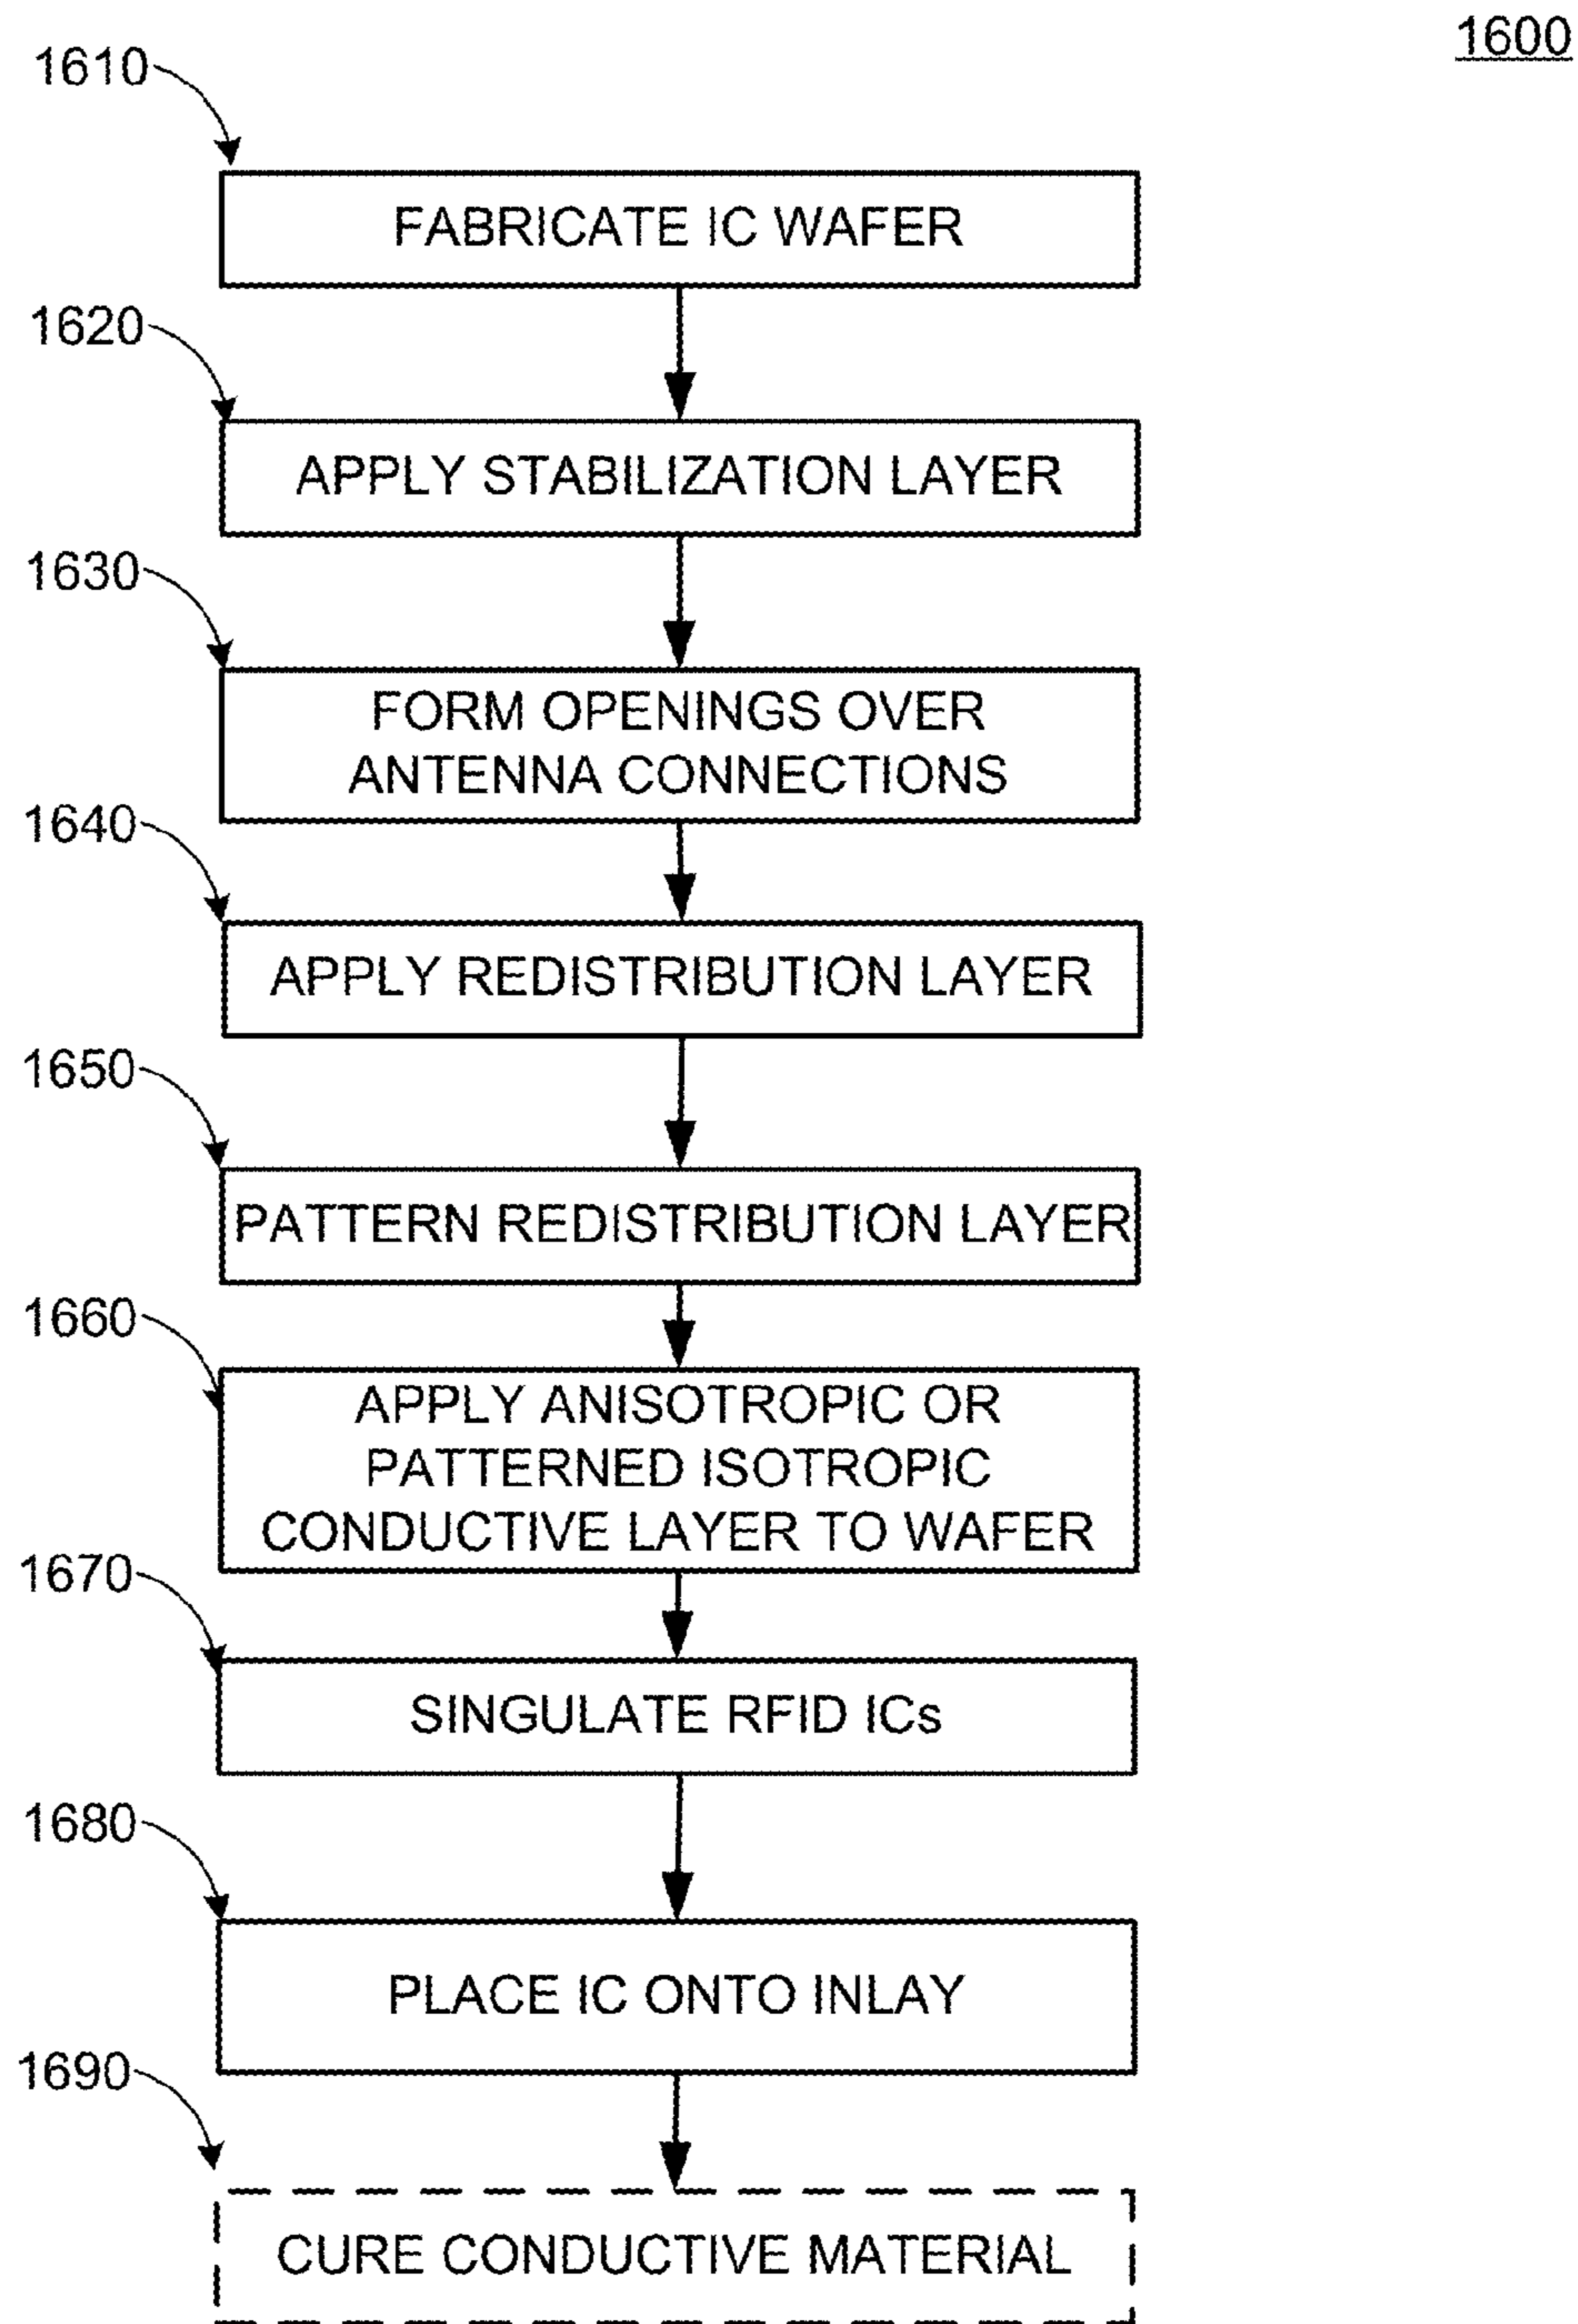 1600
1610
FABRICATE IC WAFER
1620
APPLY STABILIZATION LAYER
1630
FORM OPENINGS OVER
ANTENNA CONNECTIONS
1640
APPLY REDISTRIBUTION LAYER
1650
PATTERN REDISTRIBUTION LAYER
1660
APPLY ANISOTROPIC OR
PATTERNED ISOTROPIC
CONDUCTIVE LAYER TO WAFER
1670
SINGULATE RFID ICs
1680
PLACE IC ONTO INLAY
1690
CURE CONDUCTIVE MATERIAL